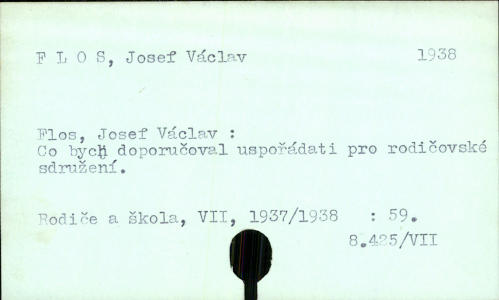 F L O S, Josef Václav 1938
Flos, Josef Václav :
Co bych doporučoval uspořádati pro rodičovské
sdružení.
Rodiče a škola, VII, 1937/1938 : 59.
8.425/VII